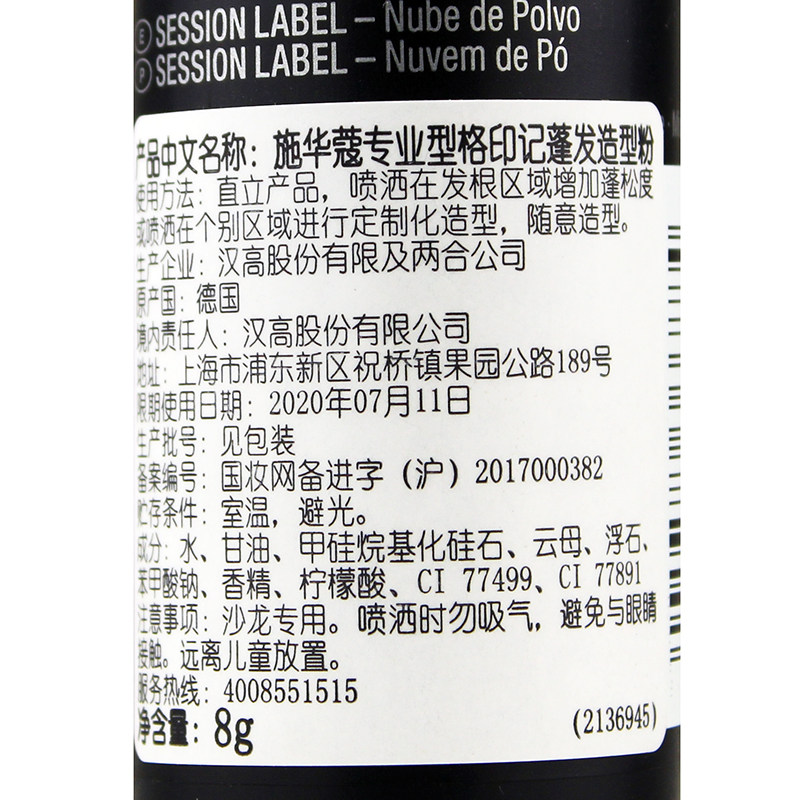 E SESSION LABEL – Nube de Polvo
P SESSION LABEL – Nuvem de Pó
产品中文名称：施华蔻专业型格印记蓬发造型粉
使用方法：直立产品，喷洒在发根区域增加蓬松度
或喷洒在个别区域进行定制化造型，随意造型。
生产企业：汉高股份有限及两合公司
原产国：德国
境内责任人：汉高股份有限公司
地址：上海市浦东新区祝桥镇果园公路189号
限期使用日期：2020年07月11日
生产批号：见包装
备案编号：国妆网备进字（沪）2017000382
贮存条件：室温，避光。
成分：水、甘油、甲硅烷基化硅石、云母、浮石、
苯甲酸钠、香精、柠檬酸、CI 77499、CI 77891
注意事项：沙龙专用。喷洒时勿吸气，避免与眼睛
接触。远离儿童放置。
服务热线：4008551515
净含量：8g
(2136945)